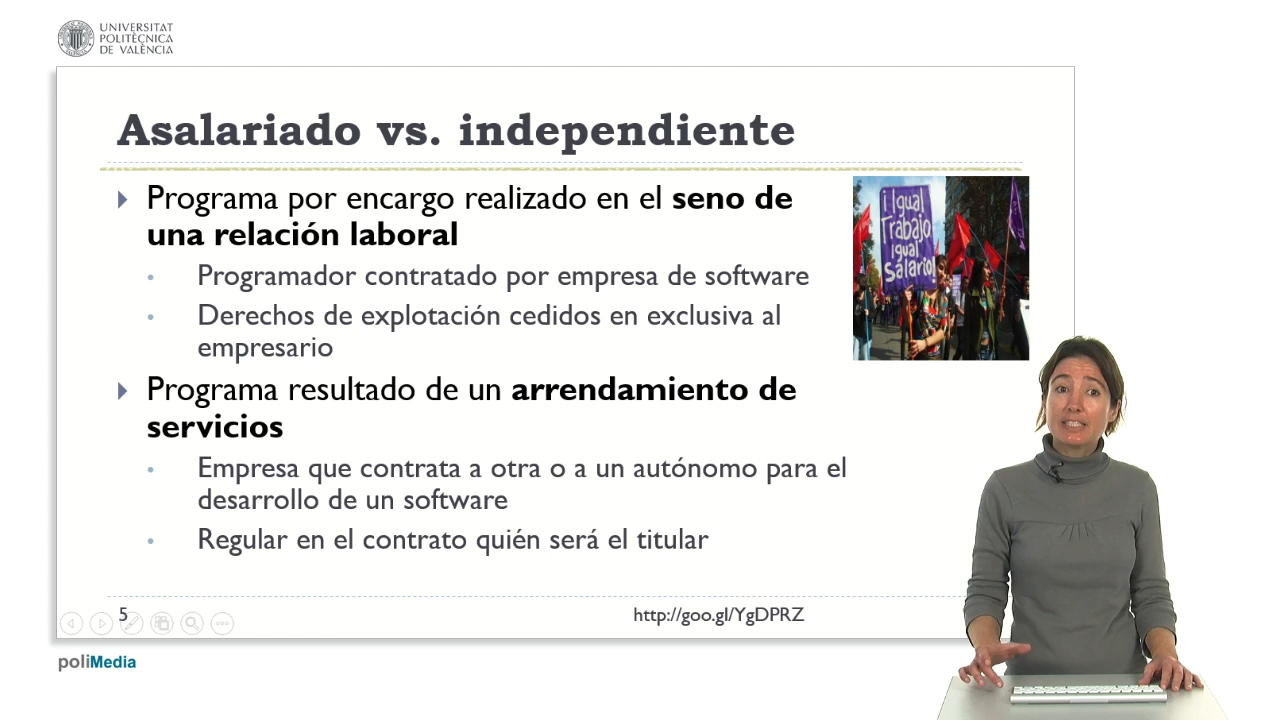 UNIVERSITAT
POLITÈCNICA
DE VALÈNCIA
Asalariado vs. independiente
Programa por encargo realizado en el seno de
una relación laboral
Programador contratado por empresa de software
Derechos de explotación cedidos en exclusiva al
empresario
Programa resultado de un arrendamiento de
servicios
Empresa que contrata a otra o a un autónomo para el
desarrollo de un software
Regular en el contrato quién será el titular
¡Igual
Trabajo
igual
Salario!
5
http://goo.gl/YgDPRZ
poliMedia